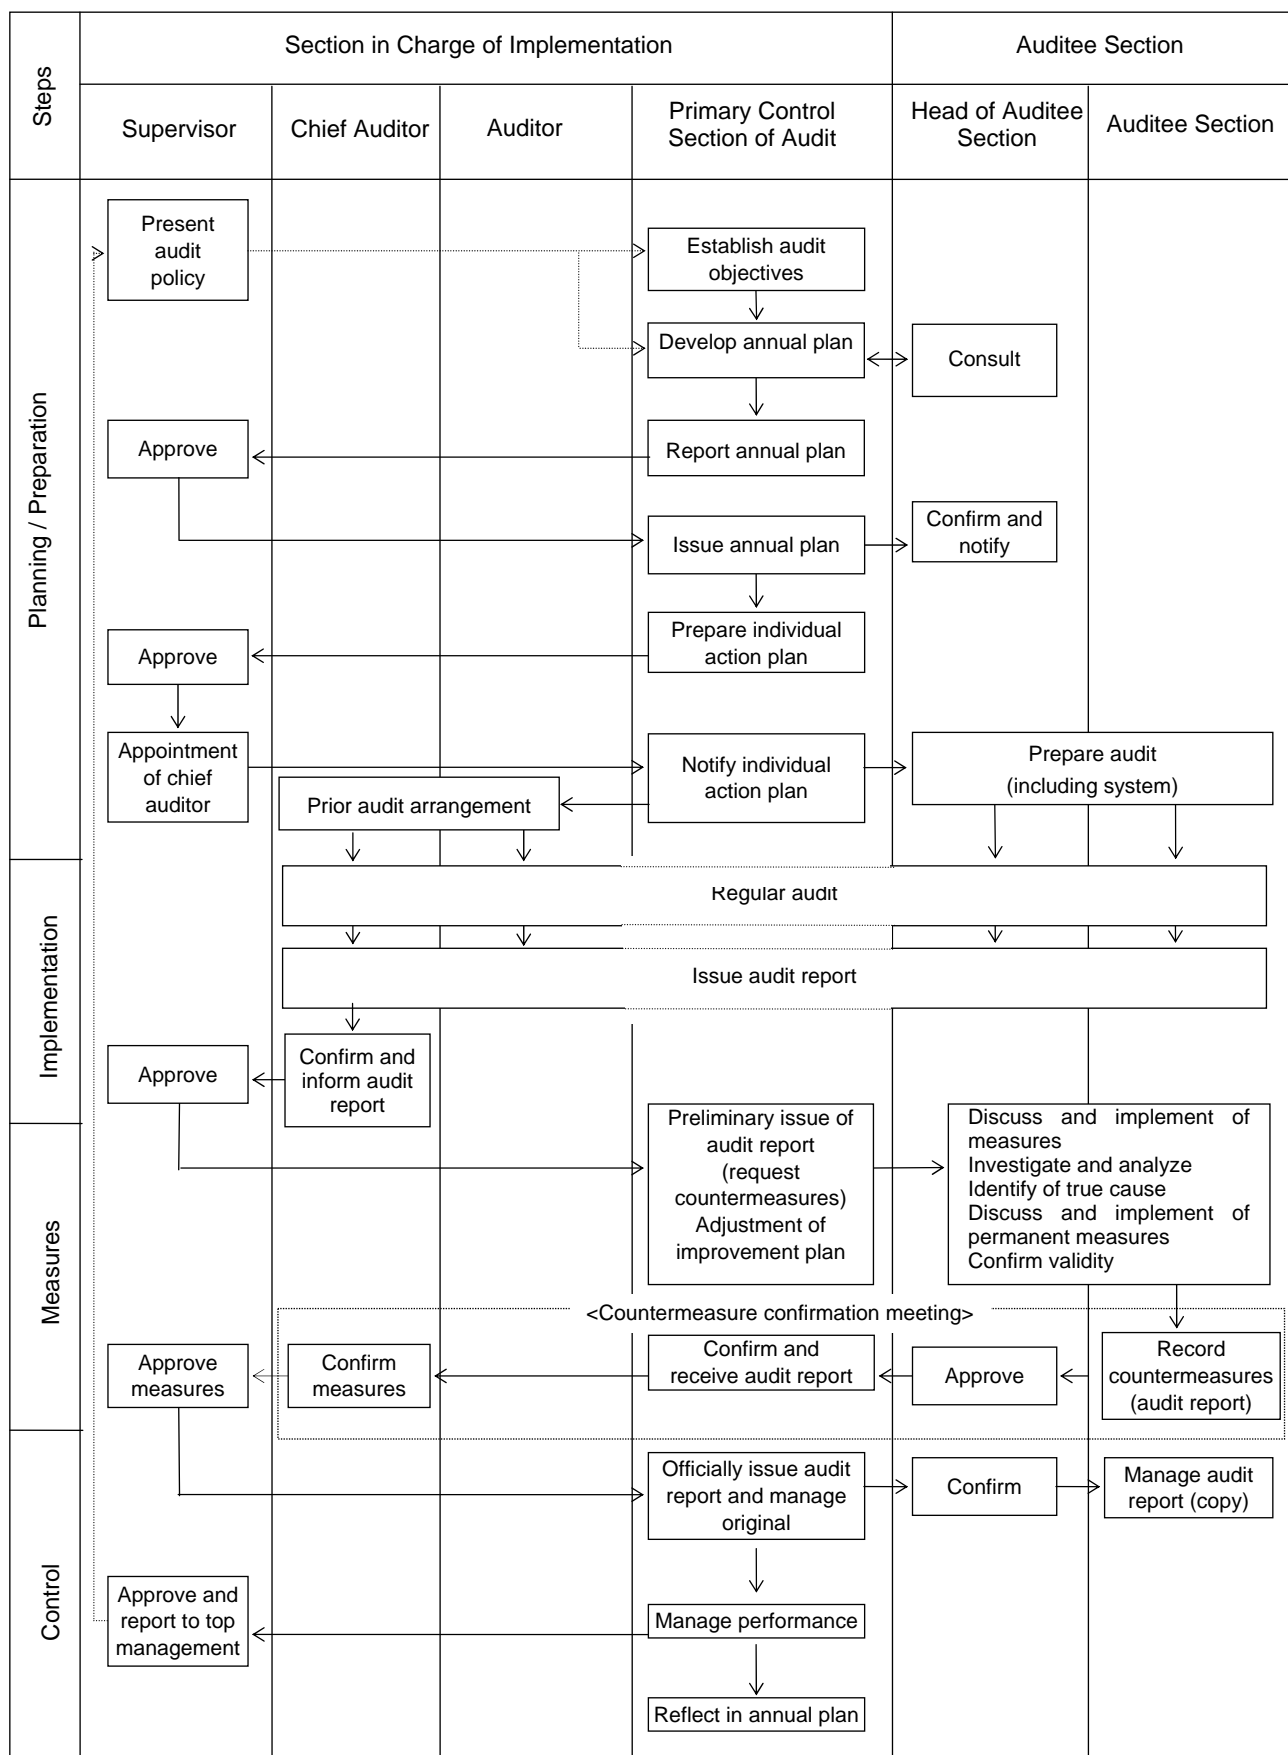 Steps
Section in Charge of Implementation
Auditee Section
Supervisor
Chief Auditor
Auditor
Primary Control
Section of Audit
Head of Auditee
Section
Auditee Section
Planning / Preparation
Present
audit
policy
Establish audit
objectives
Develop annual plan
Consult
Approve
Report annual plan
Issue annual plan
Confirm and
notify
Prepare individual
action plan
Approve
Appointment
of chief
auditor
Notify individual
action plan
Prepare audit
(including system)
Prior audit arrangement
Implementation
Regular audit
Issue audit report
Approve
Confirm and
inform audit
report
Measures
Preliminary issue of
audit report
(request
countermeasures)
Adjustment of
improvement plan
Discuss and implement of
measures
Investigate and analyze
Identify of true cause
Discuss and implement of
permanent measures
Confirm validity
<Countermeasure confirmation meeting>
Approve
measures
Confirm
measures
Confirm and
receive audit report
Approve
Record
countermeasures
(audit report)
Control
Officially issue audit
report and manage
original
Confirm
Manage audit
report (copy)
Approve and
report to top
management
Manage performance
Reflect in annual plan